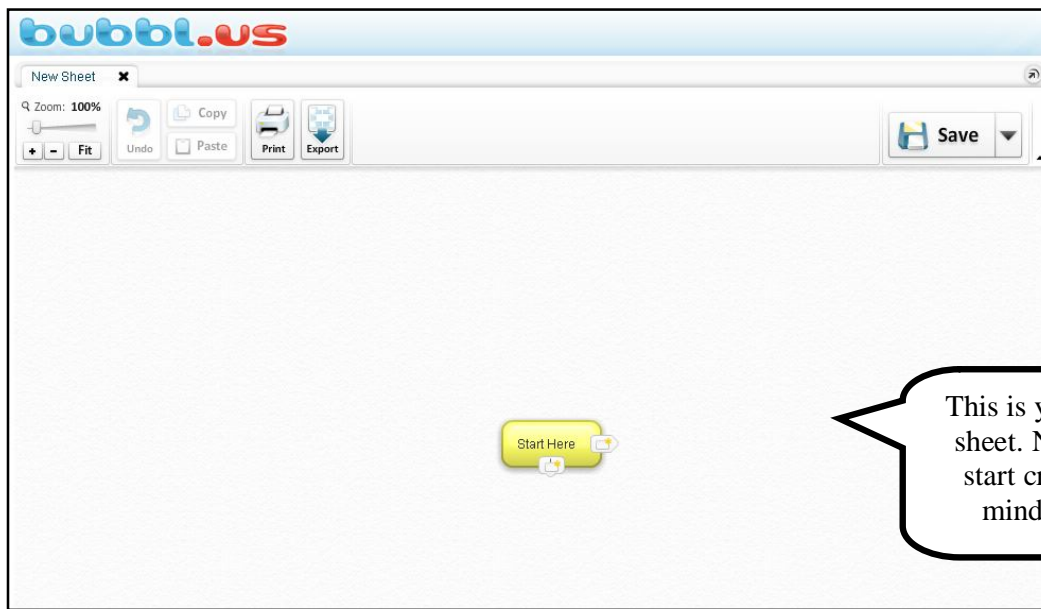 bubbl.us
New Sheet
Zoom: 100%
+ - Fit
Undo
Copy
Paste
Print
Export
Save
Start Here
This is
sheet.
start
mind